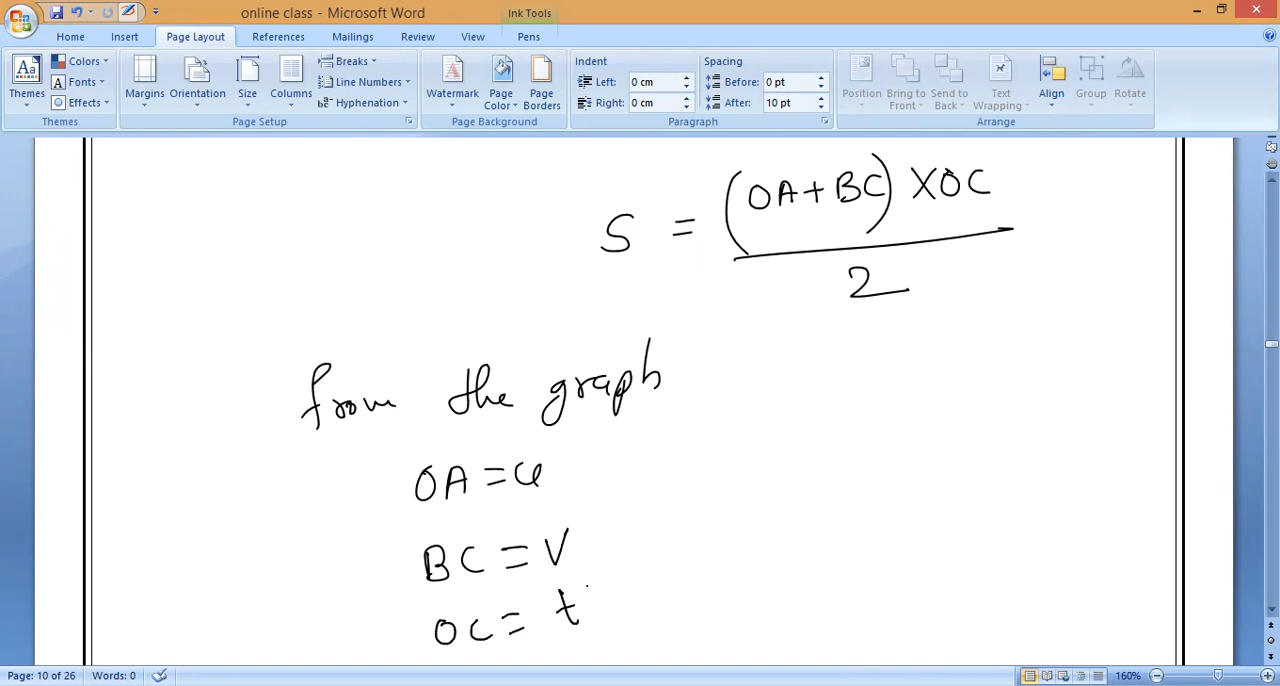 online class - Microsoft Word
Ink Tools
Home Insert Page Layout References Mailings Review View Pens
Themes
Colors
Fonts
Effects
Themes
Margins Orientation Size Columns
Breaks
Line Numbers
Hyphenation
Page Setup
Watermark Page Color Page Borders
Page Background
Indent
Left: 0 cm
Right: 0 cm
Spacing
Before: 0 pt
After: 10 pt
Paragraph
Position Bring to Front Send to Back Text Wrapping Align Group Rotate
Arrange
S = (OA+BC) X OC
2
from the graph
OA = u
BC = V
OC = t
Page: 10 of 26 Words: 0 160%